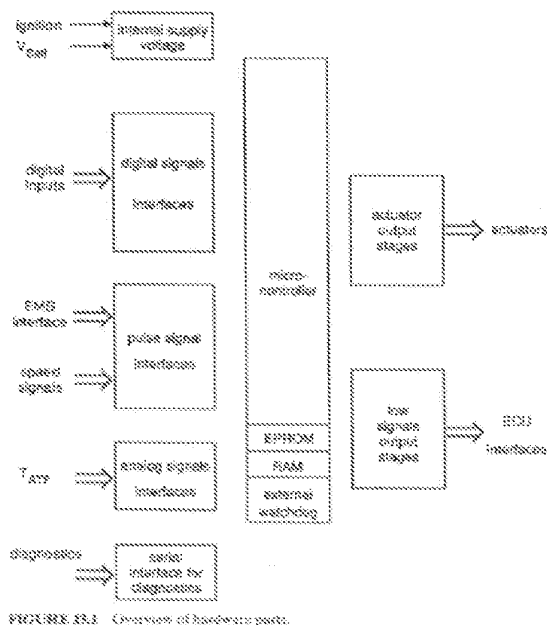 ignition
V Batt
internal supply
voltage
digital
inputs
digital signals
interfaces
EMS
interface
speed
signals
pulse signal
interfaces
T ATF
analog signals
interfaces
diagnostics
serial
interface for
diagnostics
micro-
controller
EPROM
RAM
external
watchdog
actuator
output
stages
actuators
low
signals
output
stages
ECU
interfaces
FIGURE 13.1 Overview of hardware parts.